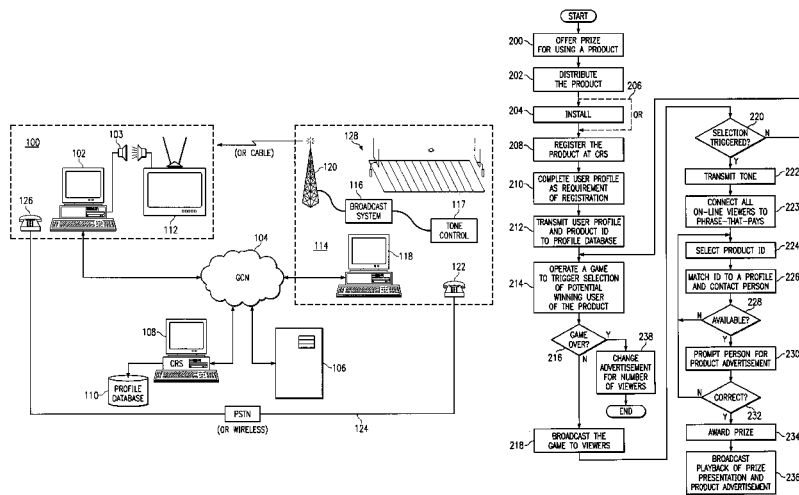 100
103
102
126
112
(OR CABLE)
128
120
116
BROADCAST
SYSTEM
117
TONE
CONTROL
114
118
122
104
GCN
108
CRS
110
PROFILE
DATABASE
106
PSTN
(OR WIRELESS)
124
START
200
OFFER PRIZE
FOR USING A PRODUCT
202
DISTRIBUTE
THE PRODUCT
206
204
INSTALL
OR
208
REGISTER THE
PRODUCT AT CRS
210
COMPLETE USER PROFILE
AS REQUIREMENT
OF REGISTRATION
212
TRANSMIT USER PROFILE
AND PRODUCT ID
TO PROFILE DATABASE
214
OPERATE A GAME
TO TRIGGER SELECTION
OF POTENTIAL
WINNING USER
OF THE PRODUCT
GAME
OVER?
Y
N
216
238
CHANGE
ADVERTISEMENT
FOR NUMBER
OF VIEWERS
END
218
BROADCAST THE
GAME TO VIEWERS
220
SELECTION
TRIGGERED?
N
Y
TRANSMIT TONE
222
CONNECT ALL
ON-LINE VIEWERS TO
PHRASE-THAT-PAYS
223
SELECT PRODUCT ID
224
MATCH ID TO A PROFILE
AND CONTACT PERSON
226
228
N
AVAILABLE?
Y
PROMPT PERSON FOR
PRODUCT ADVERTISEMENT
230
N
CORRECT?
232
Y
AWARD PRIZE
234
BROADCAST
PLAYBACK OF PRIZE
PRESENTATION AND
PRODUCT ADVERTISEMENT
236